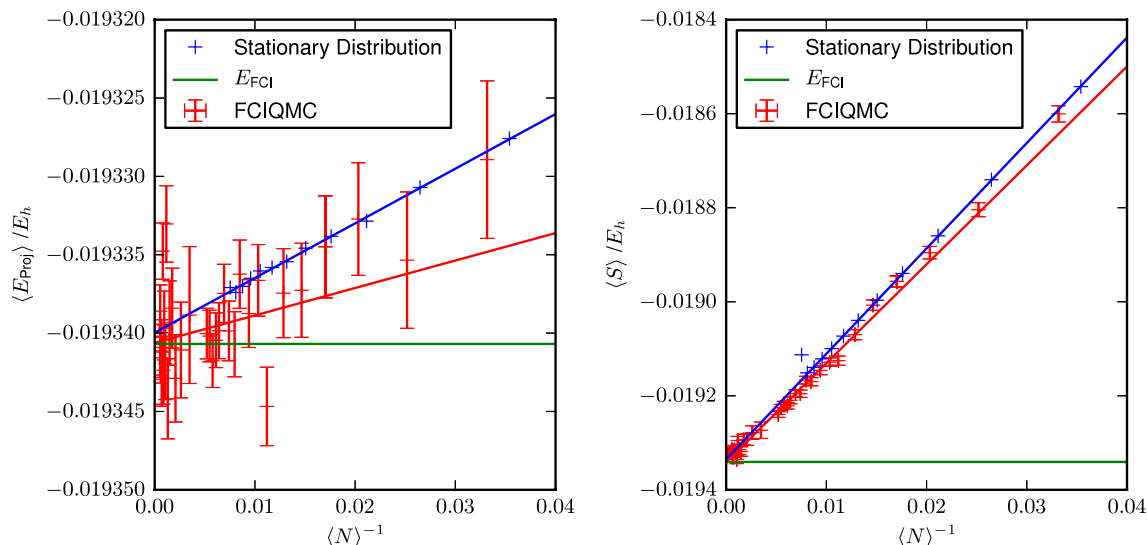 −0.019320
−0.019325
−0.019330
−0.019335
−0.019340
−0.019345
−0.019350
⟨E_Proj⟩ /E_h
Stationary Distribution
E_FCI
FCIQMC
0.00 0.01 0.02 0.03 0.04
⟨N⟩^−1
−0.0184
−0.0186
−0.0188
−0.0190
−0.0192
−0.0194
⟨S⟩ /E_h
Stationary Distribution
E_FCI
FCIQMC
0.00 0.01 0.02 0.03 0.04
⟨N⟩^−1